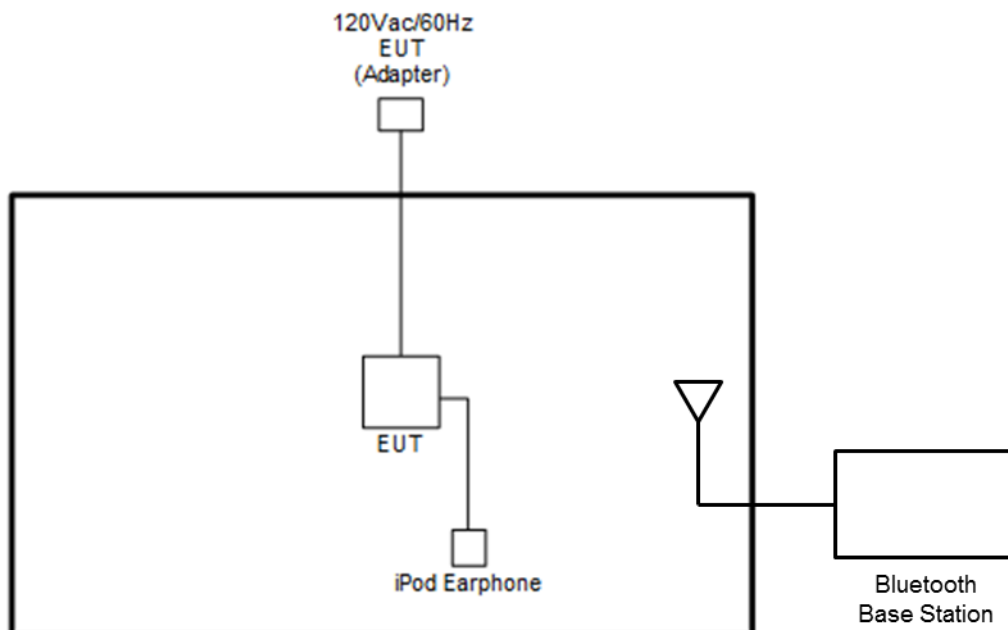 120Vac/60Hz
EUT
(Adapter)
EUT
iPod Earphone
Bluetooth
Base Station